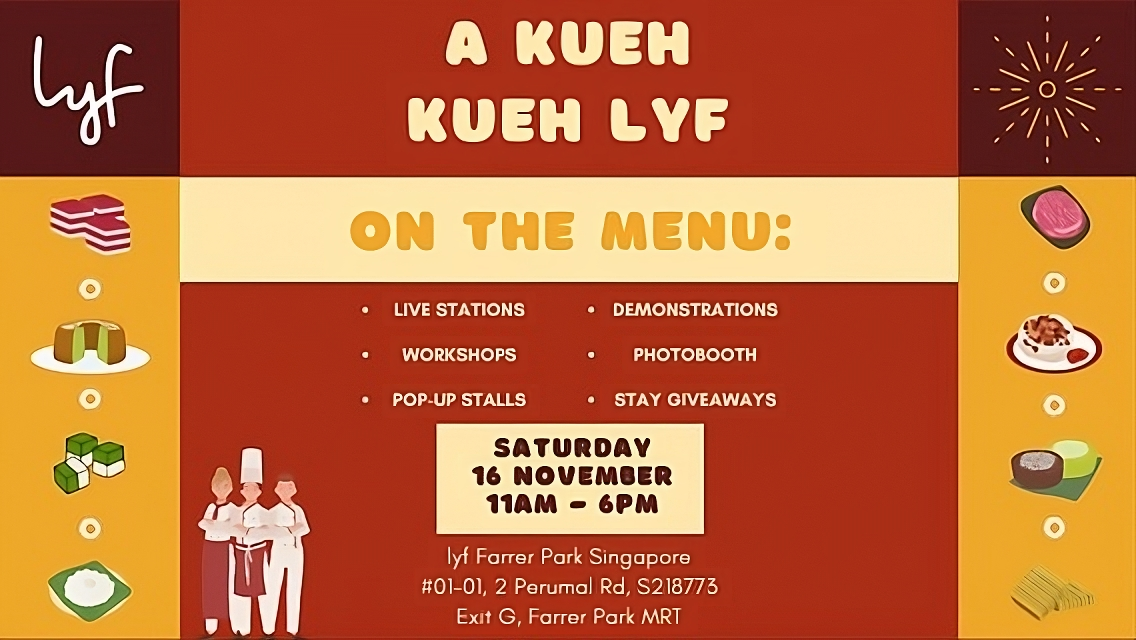 lyf
A KUEH
KUEH LYF
ON THE MENU:
• LIVE STATIONS
• DEMONSTRATIONS
• WORKSHOPS
• PHOTOBOOTH
• POP-UP STALLS
• STAY GIVEAWAYS
SATURDAY
16 NOVEMBER
11AM – 6PM
lyf Farrer Park Singapore
#01-01, 2 Perumal Rd, S218773
Exit G, Farrer Park MRT